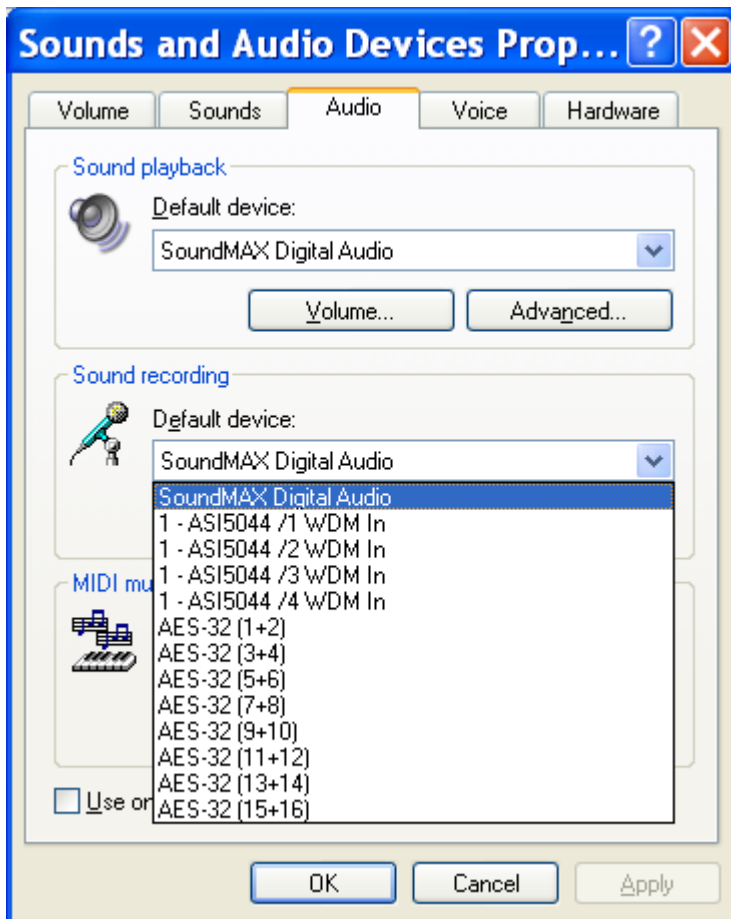 Sounds and Audio Devices Prop...
Volume Sounds Audio Voice Hardware
Sound playback
Default device:
SoundMAX Digital Audio
Volume... Advanced...
Sound recording
Default device:
SoundMAX Digital Audio
SoundMAX Digital Audio
1 - ASI5044 /1 WDM In
1 - ASI5044 /2 WDM In
1 - ASI5044 /3 WDM In
1 - ASI5044 /4 WDM In
MIDI mu
AES-32 (1+2)
AES-32 (3+4)
AES-32 (5+6)
AES-32 (7+8)
AES-32 (9+10)
AES-32 (11+12)
AES-32 (13+14)
AES-32 (15+16)
Use on
OK Cancel Apply